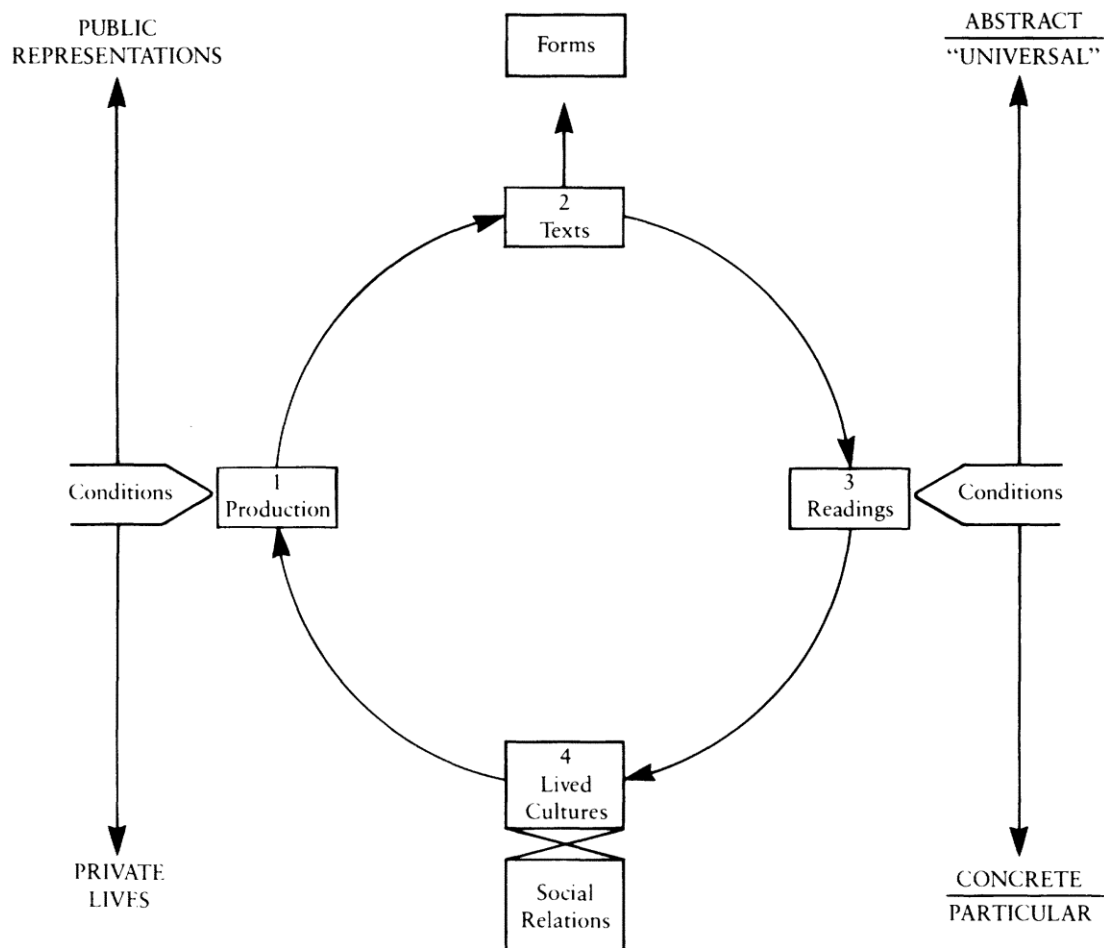 PUBLIC
REPRESENTATIONS
Forms
ABSTRACT
“UNIVERSAL”
2
Texts
Conditions
1
Production
3
Readings
Conditions
4
Lived
Cultures
PRIVATE
LIVES
Social
Relations
CONCRETE
PARTICULAR